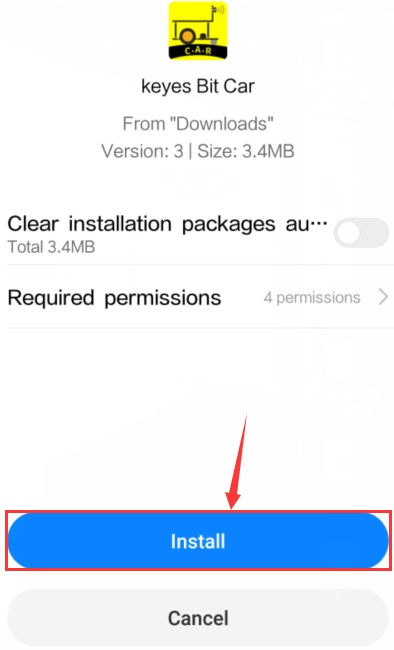 C.A.R
keyes Bit Car
From "Downloads"
Version: 3 | Size: 3.4MB
Clear installation packages au···
Total 3.4MB
Required permissions 4 permissions
Install
Cancel